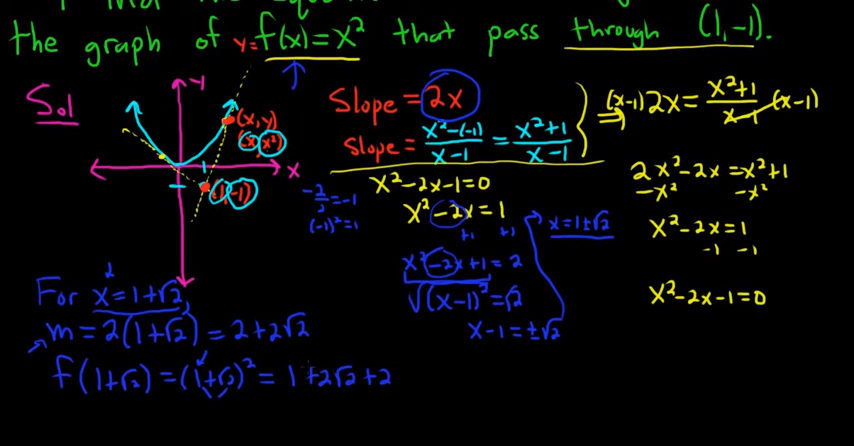 the graph of y= f(x)=x² that pass through (1,-1).
Sol
Y
X
(x,y)
(x,x²)
1
(1,-1)
Slope = 2x
Slope = (x²-(-1))/(x-1) = (x²+1)/(x-1)
⇒ (x-1)2x = (x²+1)/(x-1) (x-1)
2x²-2x=x²+1
-x² -x²
x²-2x=1
-1 -1
x²-2x-1=0
x²-2x-1=0
x²-2x=1
+1 +1
-2/2=-1
(-1)²=1
x²-2x+1=2
√(x-1)²=√2
x-1=±√2
x=1±√2
For x=1+√2,
m=2(1+√2)=2+2√2
f(1+√2)=(1+√2)²=1+2√2+2